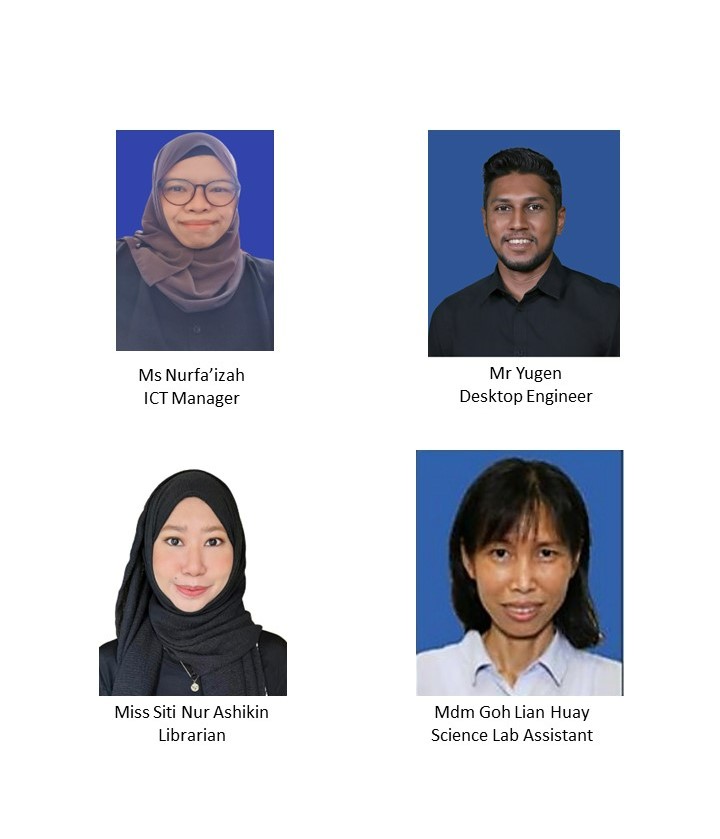 Ms Nurfa’izah
ICT Manager
Mr Yugen
Desktop Engineer
Miss Siti Nur Ashikin
Librarian
Mdm Goh Lian Huay
Science Lab Assistant